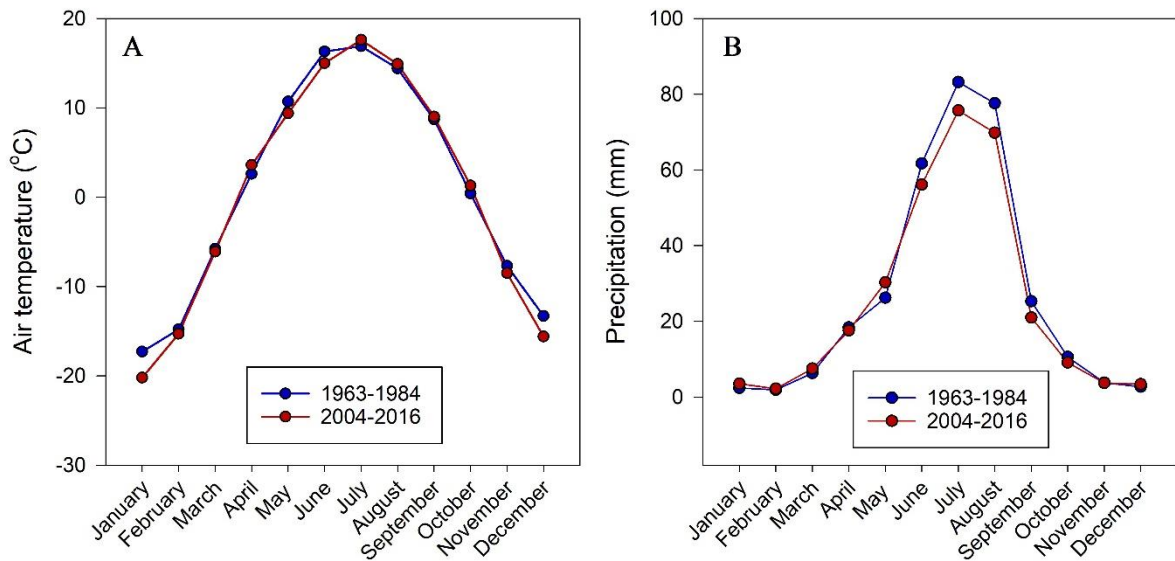 A
Air temperature (°C)
20
10
0
-10
-20
-30
1963-1984
2004-2016
January
February
March
April
May
June
July
August
September
October
November
December
B
Precipitation (mm)
100
80
60
40
20
0
1963-1984
2004-2016
January
February
March
April
May
June
July
August
September
October
November
December